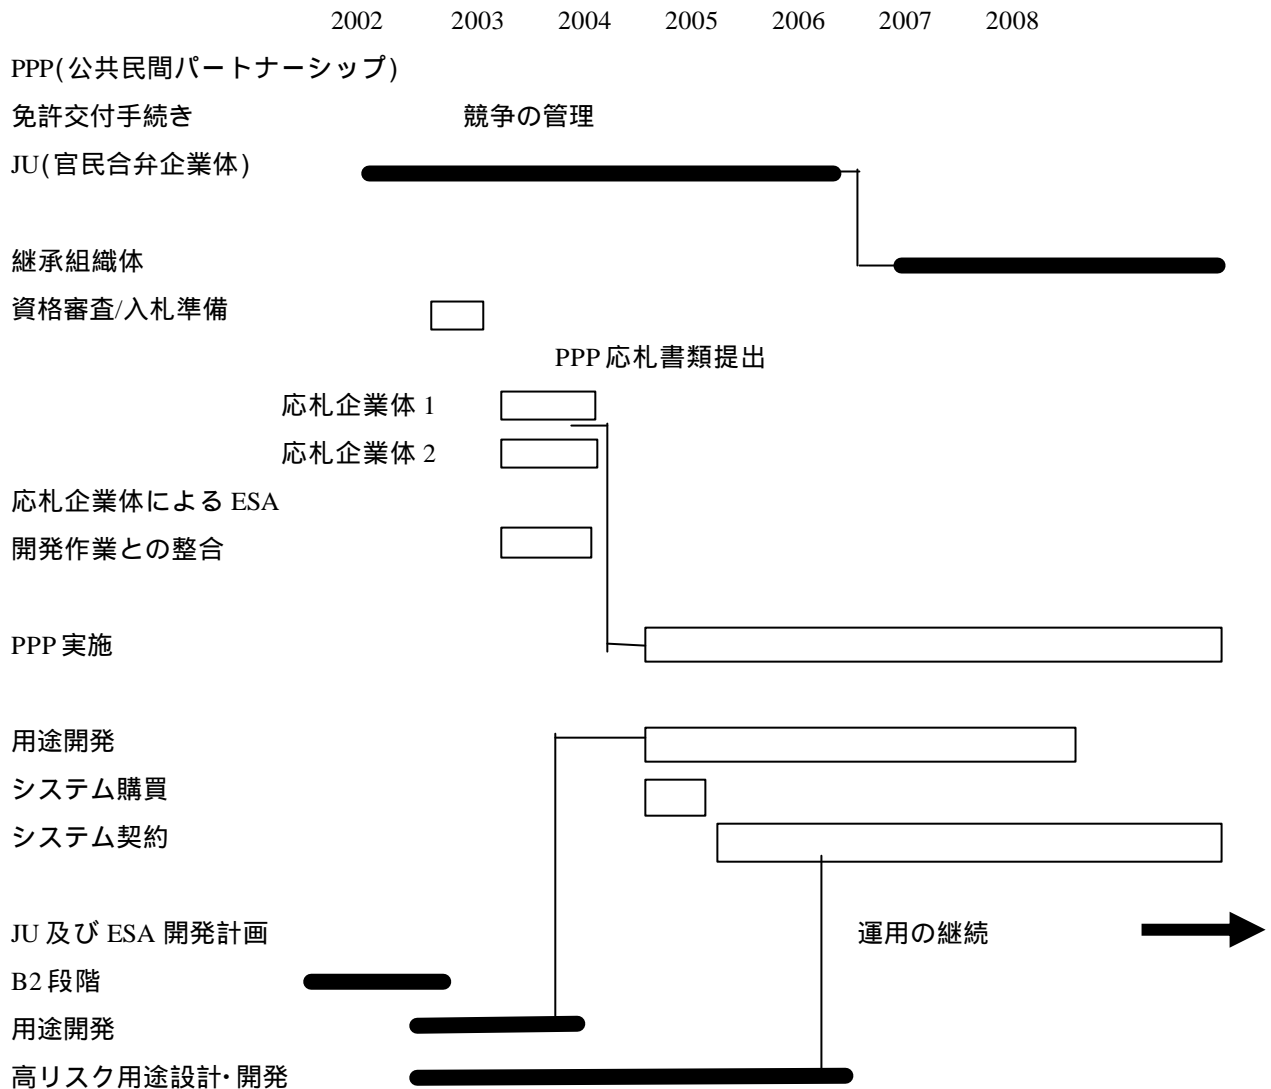 2002 2003 2004 2005 2006 2007 2008
PPP(公共民間パートナーシップ)
免許交付手続き 競争の管理
JU(官民合弁企業体)
継承組織体
資格審査/入札準備
PPP 応札書類提出
応札企業体 1
応札企業体 2
応札企業体による ESA
開発作業との整合
PPP 実施
用途開発
システム購買
システム契約
JU 及び ESA 開発計画 運用の継続
B2 段階
用途開発
高リスク用途設計・開発